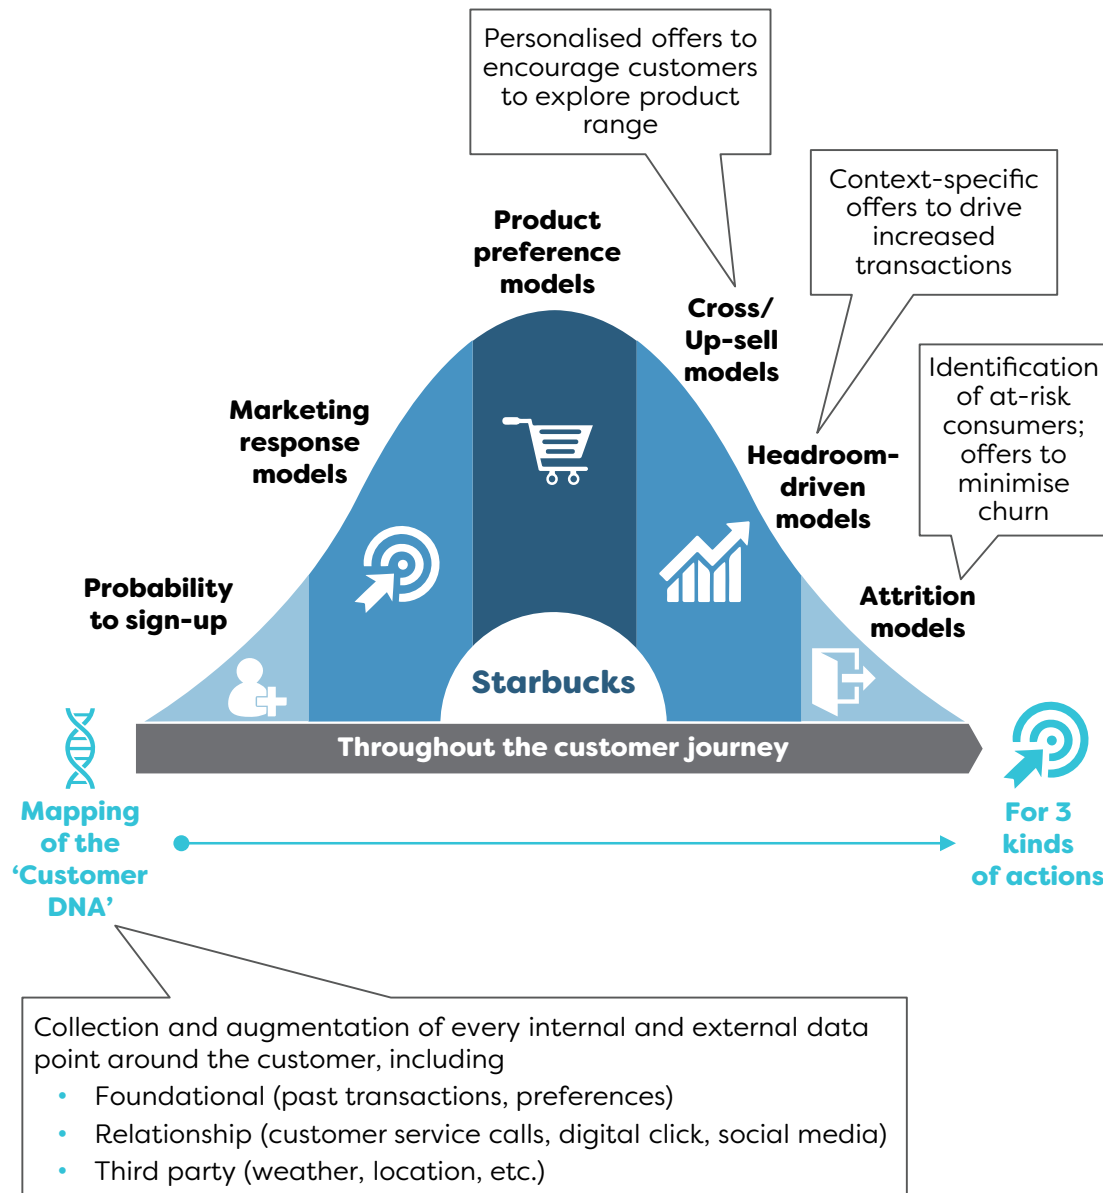 Personalised offers to
encourage customers
to explore product
range
Context-specific
offers to drive
increased
transactions
Product
preference
models
Cross/
Up-sell
models
Identification
of at-risk
consumers;
offers to
minimise
churn
Marketing
response
models
Headroom-
driven
models
Probability
to sign-up
Attrition
models
Starbucks
Throughout the customer journey
Mapping
of the
‘Customer
DNA’
For 3
kinds
of actions
Collection and augmentation of every internal and external data
point around the customer, including
• Foundational (past transactions, preferences)
• Relationship (customer service calls, digital click, social media)
• Third party (weather, location, etc.)